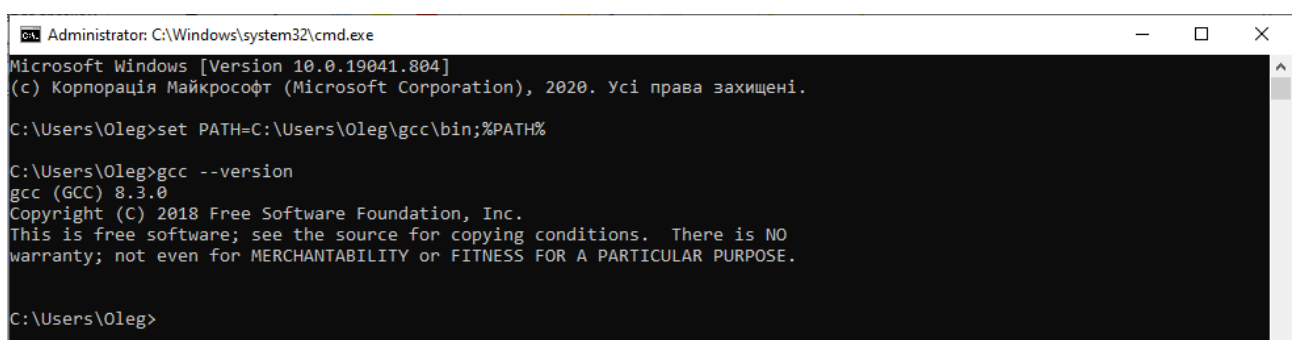 Administrator: C:\Windows\system32\cmd.exe
Microsoft Windows [Version 10.0.19041.804]
(c) Корпорація Майкрософт (Microsoft Corporation), 2020. Усі права захищені.
C:\Users\Oleg>set PATH=C:\Users\Oleg\gcc\bin;%PATH%
C:\Users\Oleg>gcc --version
gcc (GCC) 8.3.0
Copyright (C) 2018 Free Software Foundation, Inc.
This is free software; see the source for copying conditions.  There is NO
warranty; not even for MERCHANTABILITY or FITNESS FOR A PARTICULAR PURPOSE.
C:\Users\Oleg>